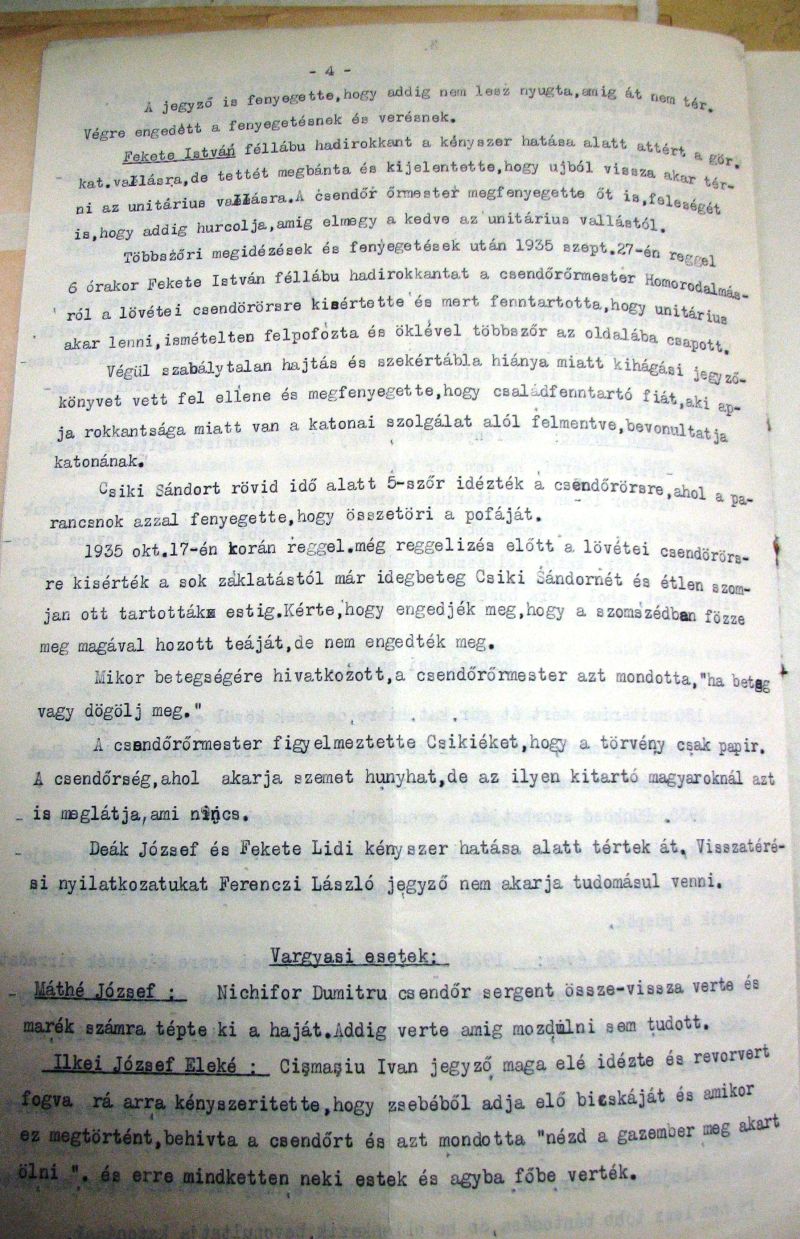 - 4 -
A jegyző is fenyegette,hogy addig nem lesz nyugta,amig át nem tér.
Végre engedett a fenyegetésnek és verésnek.
Fekete István féllábu hadirokkant a kényszer hatása alatt attért a gör.
kat.vallásra,de tettét megbánta és kijelentette,hogy ujból vissza akar tér-
ni az unitárius vallásra.A csendőr őrmester megfenyegette őt is,feleségét
is,hogy addig hurcolja,amig elmegy a kedve az unitárius vallástól.
Többszőri megidézések és fenyegetések után 1935 szept.27-én reggel
6 órakor Fekete István féllábu hadirokkantat a csendőrőrmester Homorodalmás-
ról a lövétei csendörörsre kisértette és mert fenntartotta,hogy unitárius
akar lenni,ismételten felpofozta és öklével többszőr az oldalába csapott.
Végül szabálytalan hajtás és szekértábla hiánya miatt kihágási jegyző-
könyvet vett fel ellene és megfenyegette,hogy családfenntartó fiát,aki ap-
ja rokkantsága miatt van a katonai szolgálat alól felmentve,bevonultatja
katonának.
Csiki Sándort rövid idő alatt 5-ször idézték a csendőrörsre,ahol a pa-
rancsnok azzal fenyegette,hogy összetöri a pofáját.
1935 okt.17-én korán reggel.még reggelizés előtt a lövétei csendörörs-
re kisérték a sok zaklatástól már idegbeteg Csiki Sándornét és étlen szom-
jan ott tartották estig.Kérte,hogy engedjék meg,hogy a szomszédban főzze
meg magával hozott teáját,de nem engedték meg.
Mikor betegségére hivatkozott,a csendőrőrmester azt mondotta,"ha beteg
vagy dögölj meg."
A csendőrőrmester figyelmeztette Csikiéket,hogy a törvény csak papir.
A csendőrség,ahol akarja szemet hunyhat,de az ilyen kitartó magyaroknál azt
is meglátja,ami nincs.
Deák József és Fekete Lidi kényszer hatása alatt tértek át. Visszatéré-
si nyilatkozatukat Ferenczi László jegyző nem akarja tudomásul venni.
Vargyasi esetek:
Máthé József : Nichifor Dumitru csendőr sergent össze-vissza verte és
marék számra tépte ki a haját.Addig verte amig mozdulni sem tudott.
Ilkei József Eleké : Cişmaşiu Ivan jegyző maga elé idézte és revorvert
fogva rá arra kényszeritette,hogy zsebéből adja elő bicskáját és amikor
ez megtörtént,behivta a csendőrt és azt mondotta "nézd a gazember meg akart
ölni ". és erre mindketten neki estek és agyba főbe verték.